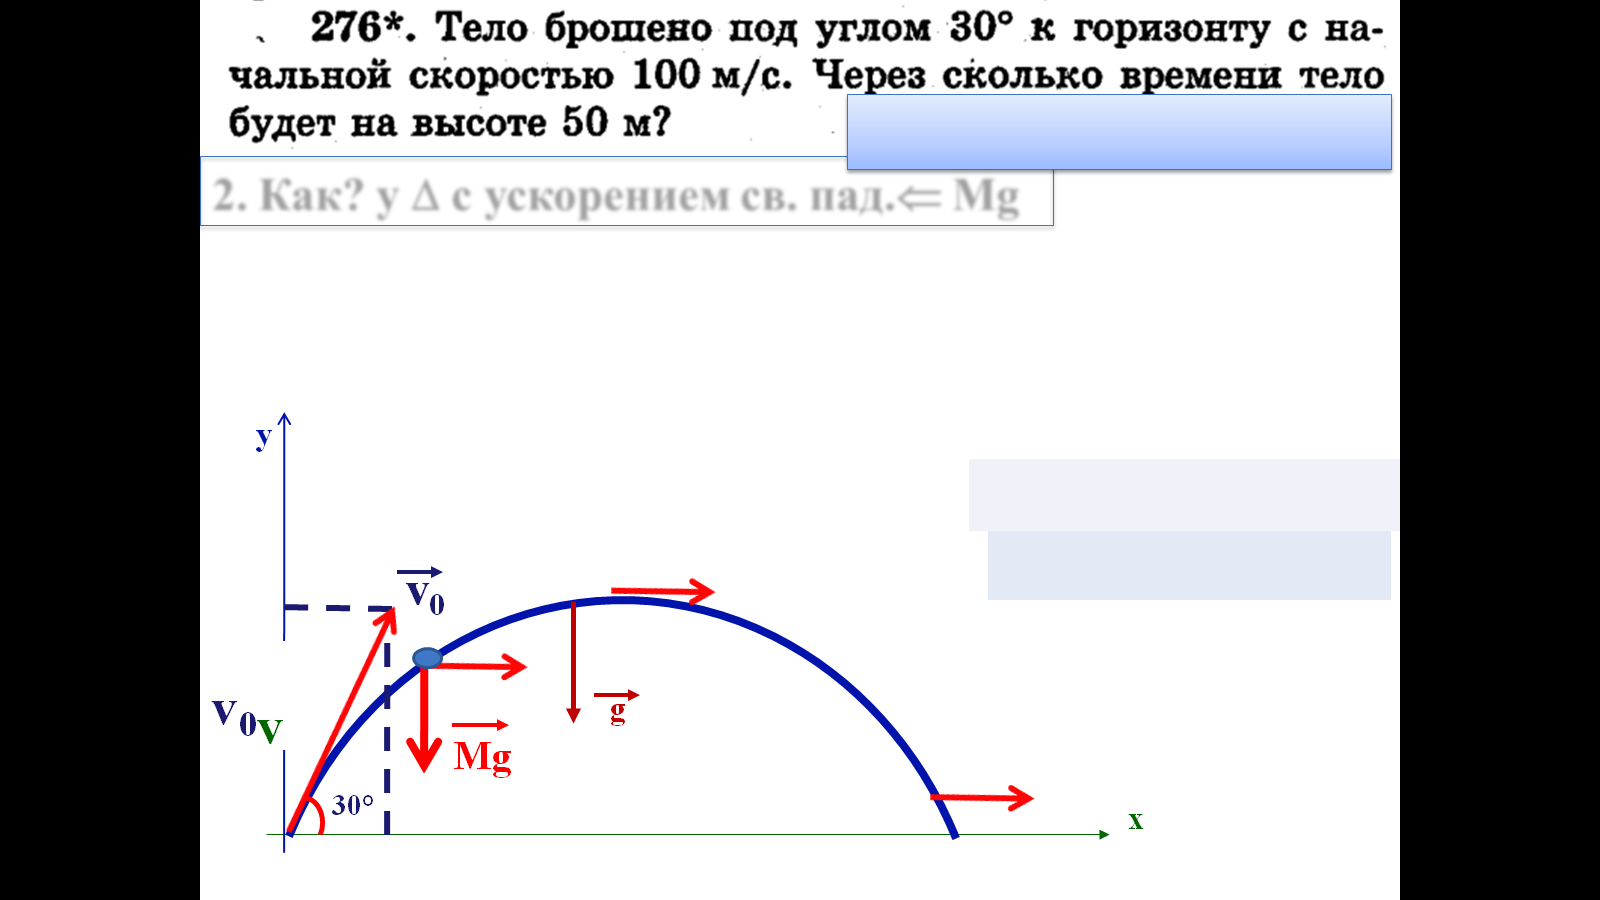 276*. Тело брошено под углом 30° к горизонту с на-
чальной скоростью 100 м/с. Через сколько времени тело
будет на высоте 50 м?
2. Как? у Δ с ускорением св. пад.⇐ Mg
y
v₀
g
v₀v
Mg
30°
x